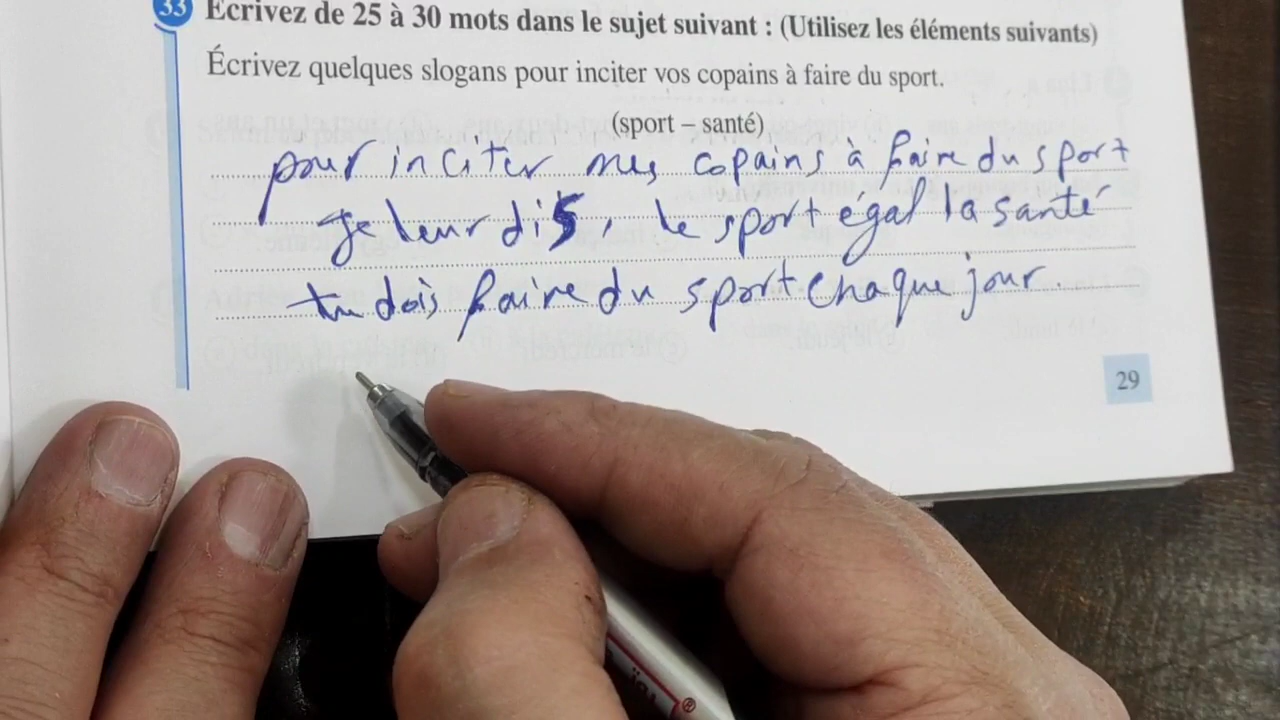 33 Écrivez de 25 à 30 mots dans le sujet suivant : (Utilisez les éléments suivants)
Écrivez quelques slogans pour inciter vos copains à faire du sport.
(sport – santé)
pour inciter mes copains à faire du sport
je leur dis, le sport égal la santé
tu dois faire du sport chaque jour.
29